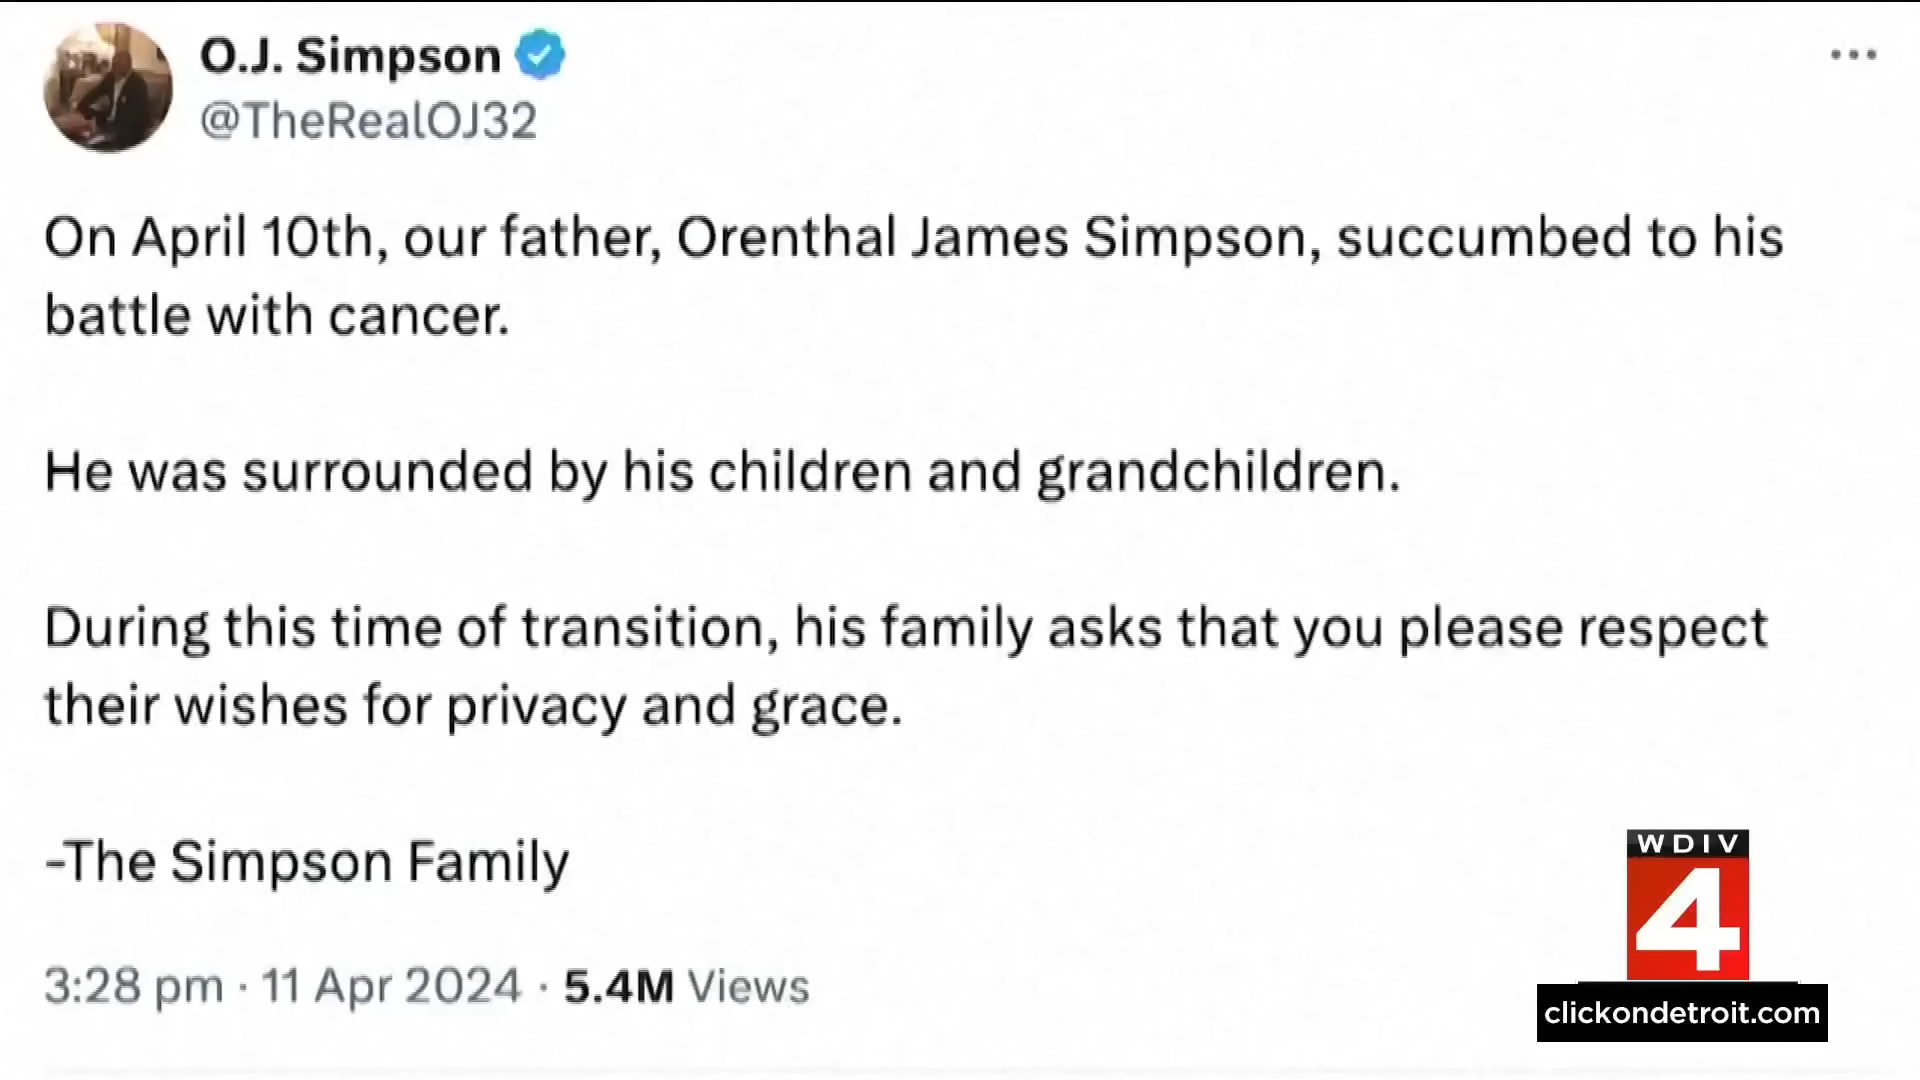 O.J. Simpson
@TheRealOJ32
On April 10th, our father, Orenthal James Simpson, succumbed to his
battle with cancer.
He was surrounded by his children and grandchildren.
During this time of transition, his family asks that you please respect
their wishes for privacy and grace.
-The Simpson Family
3:28 pm · 11 Apr 2024 · 5.4M Views
WDIV
4
clickondetroit.com